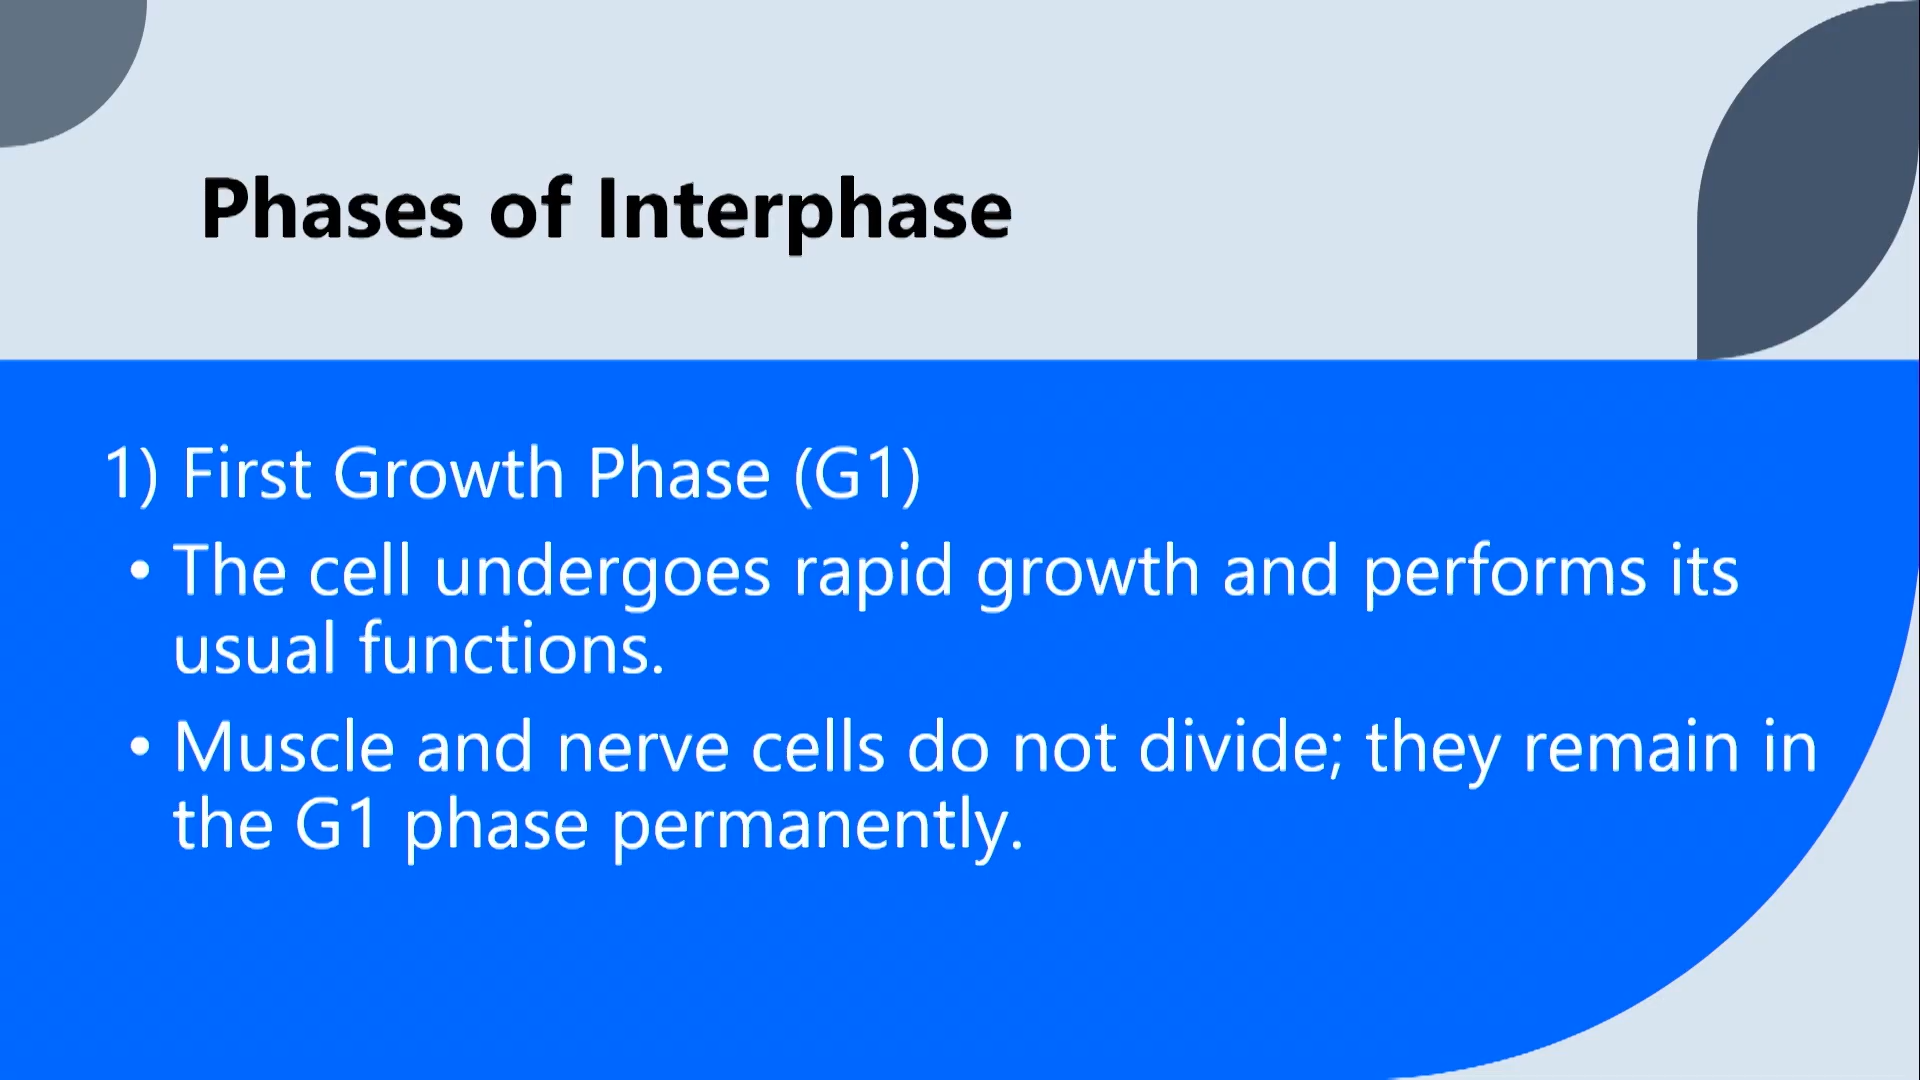 Phases of Interphase
1) First Growth Phase (G1)
• The cell undergoes rapid growth and performs its
usual functions.
• Muscle and nerve cells do not divide; they remain in
the G1 phase permanently.